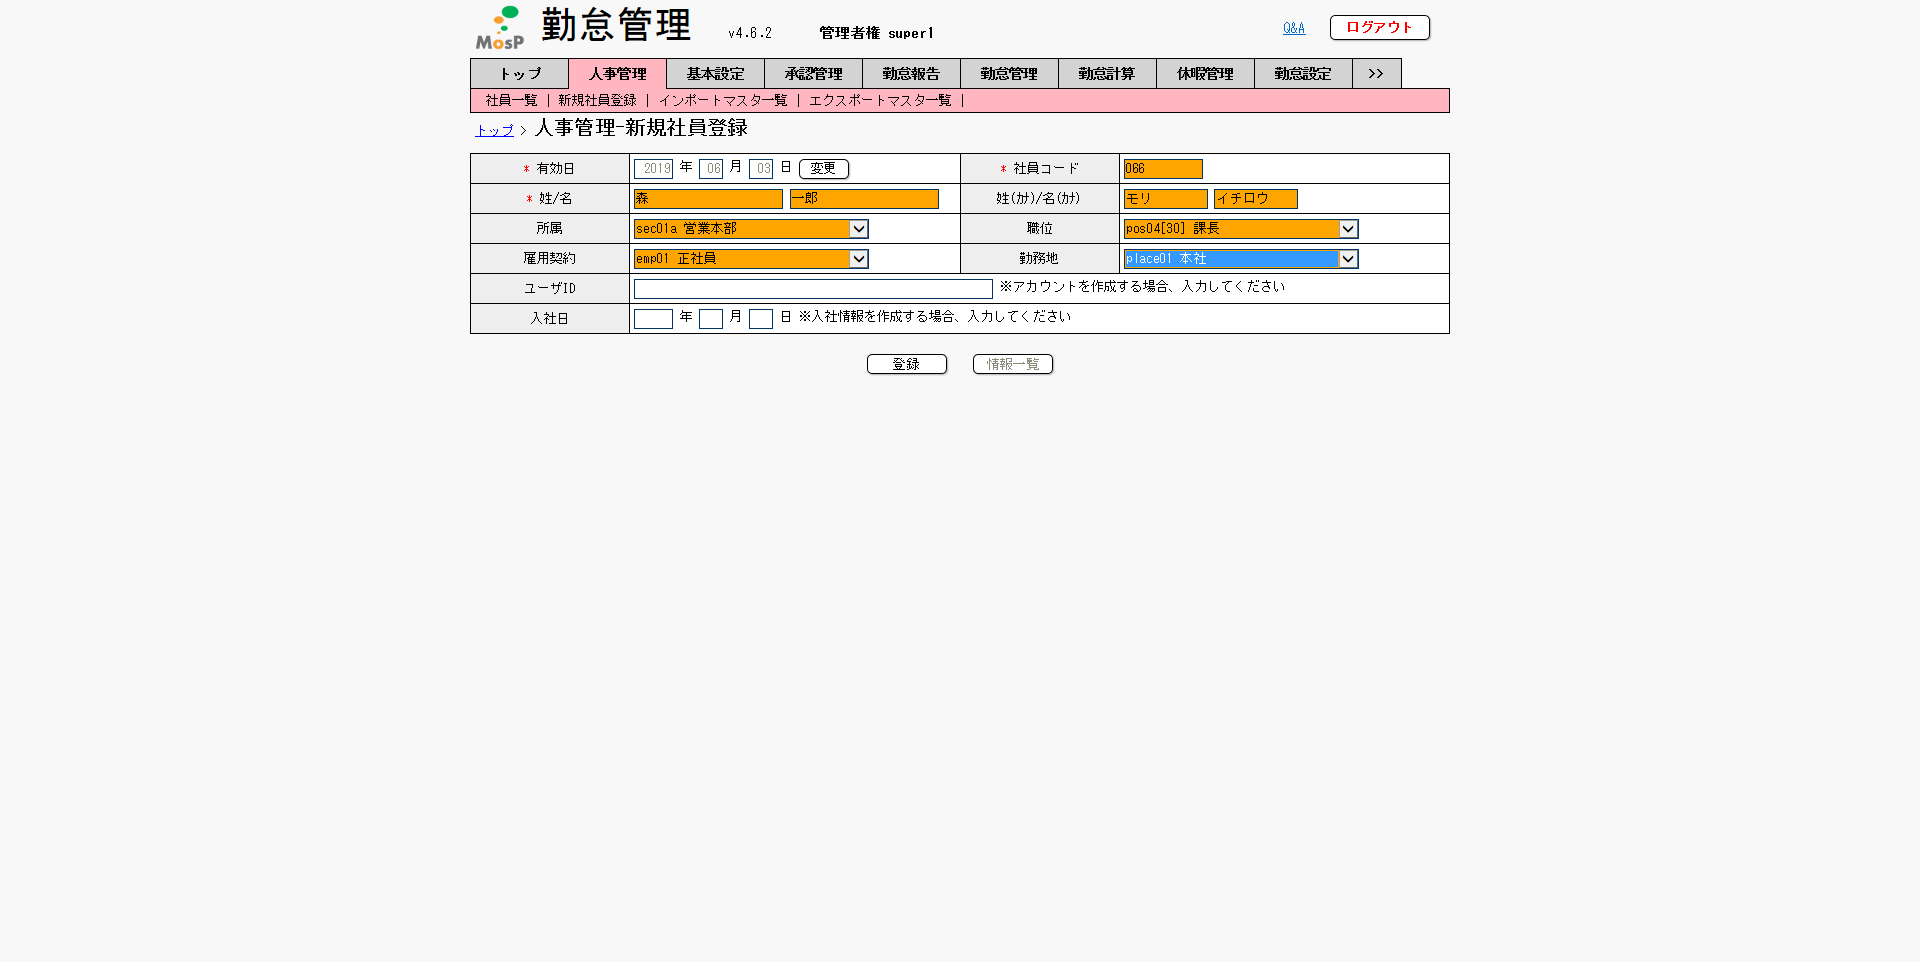 MosP 勤怠管理 v4.6.2 管理者権 super1 Q&A ログアウト
トップ 人事管理 基本設定 承認管理 勤怠報告 勤怠管理 勤怠計算 休暇管理 勤怠設定 >>
社員一覧 | 新規社員登録 | インポートマスタ一覧 | エクスポートマスタ一覧 |
トップ > 人事管理-新規社員登録
* 有効日 2019 年 06 月 03 日 変更 * 社員コード 066
* 姓/名 森 一郎 姓(ｶﾅ)/名(ｶﾅ) モリ イチロウ
所属 sec01a 営業本部 職位 pos04[30] 課長
雇用契約 emp01 正社員 勤務地 place01 本社
ユーザID ※アカウントを作成する場合、入力してください
入社日 年 月 日 ※入社情報を作成する場合、入力してください
登録 情報一覧